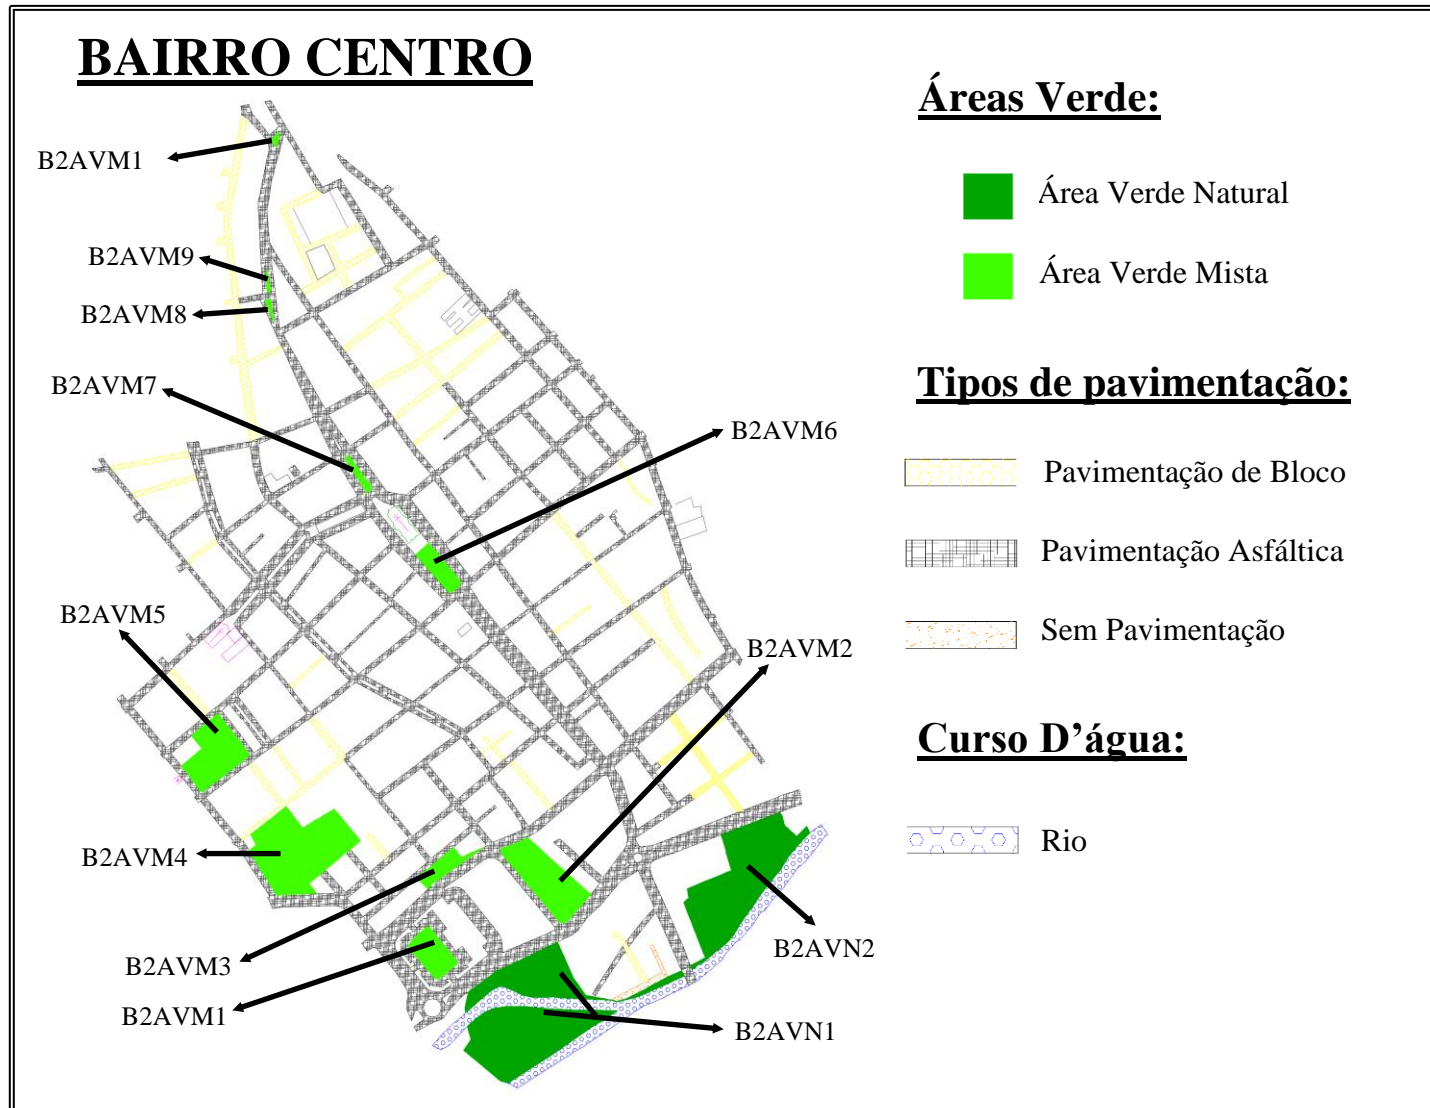 BAIRRO CENTRO
B2AVM1
B2AVM9
B2AVM8
B2AVM7
B2AVM6
B2AVM5
B2AVM2
B2AVM4
B2AVM3
B2AVM1
B2AVN2
B2AVN1
Áreas Verde:
Área Verde Natural
Área Verde Mista
Tipos de pavimentação:
Pavimentação de Bloco
Pavimentação Asfáltica
Sem Pavimentação
Curso D’água:
Rio